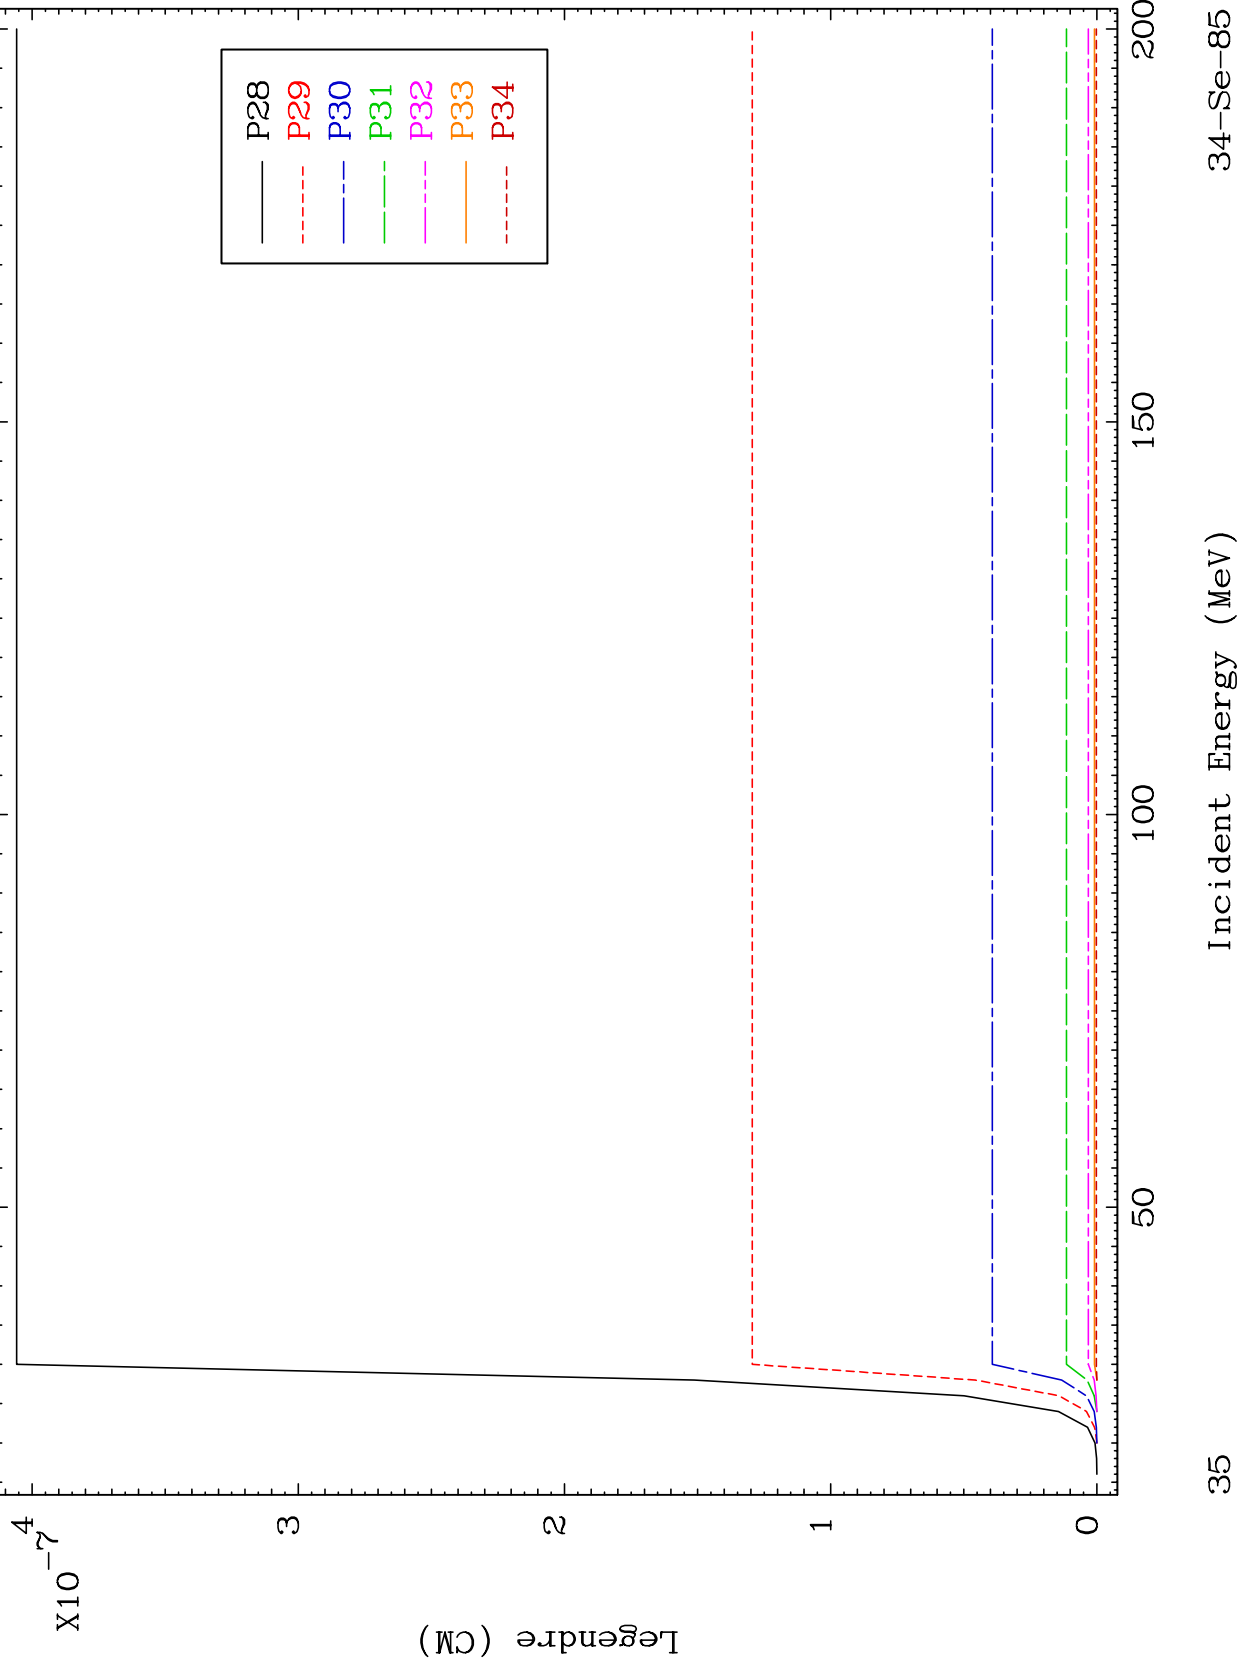 X10-7
4
3
2
1
0
Legendre (CM)
P28
P29
P30
P31
P32
P33
P34
50
100
150
200
Incident Energy (MeV)
35
34-Se-85